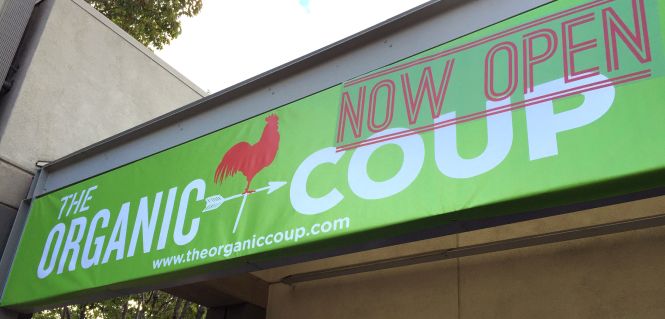 THE
ORGANIC COUP
NOW OPEN
www.theorganiccoup.com